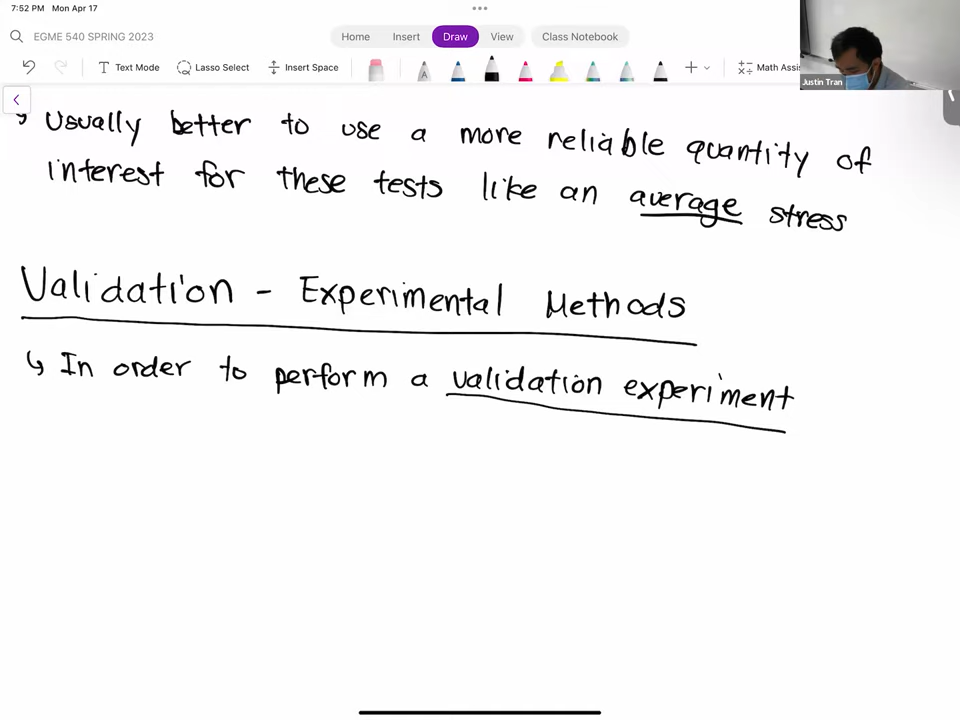 7:52 PM Mon Apr 17
EGME 540 SPRING 2023
Home Insert Draw View Class Notebook
Text Mode Lasso Select Insert Space Math Assis
Justin Tran
Usually better to use a more reliable quantity of
interest for these tests like an average stress
Validation - Experimental Methods
↳ In order to perform a validation experiment